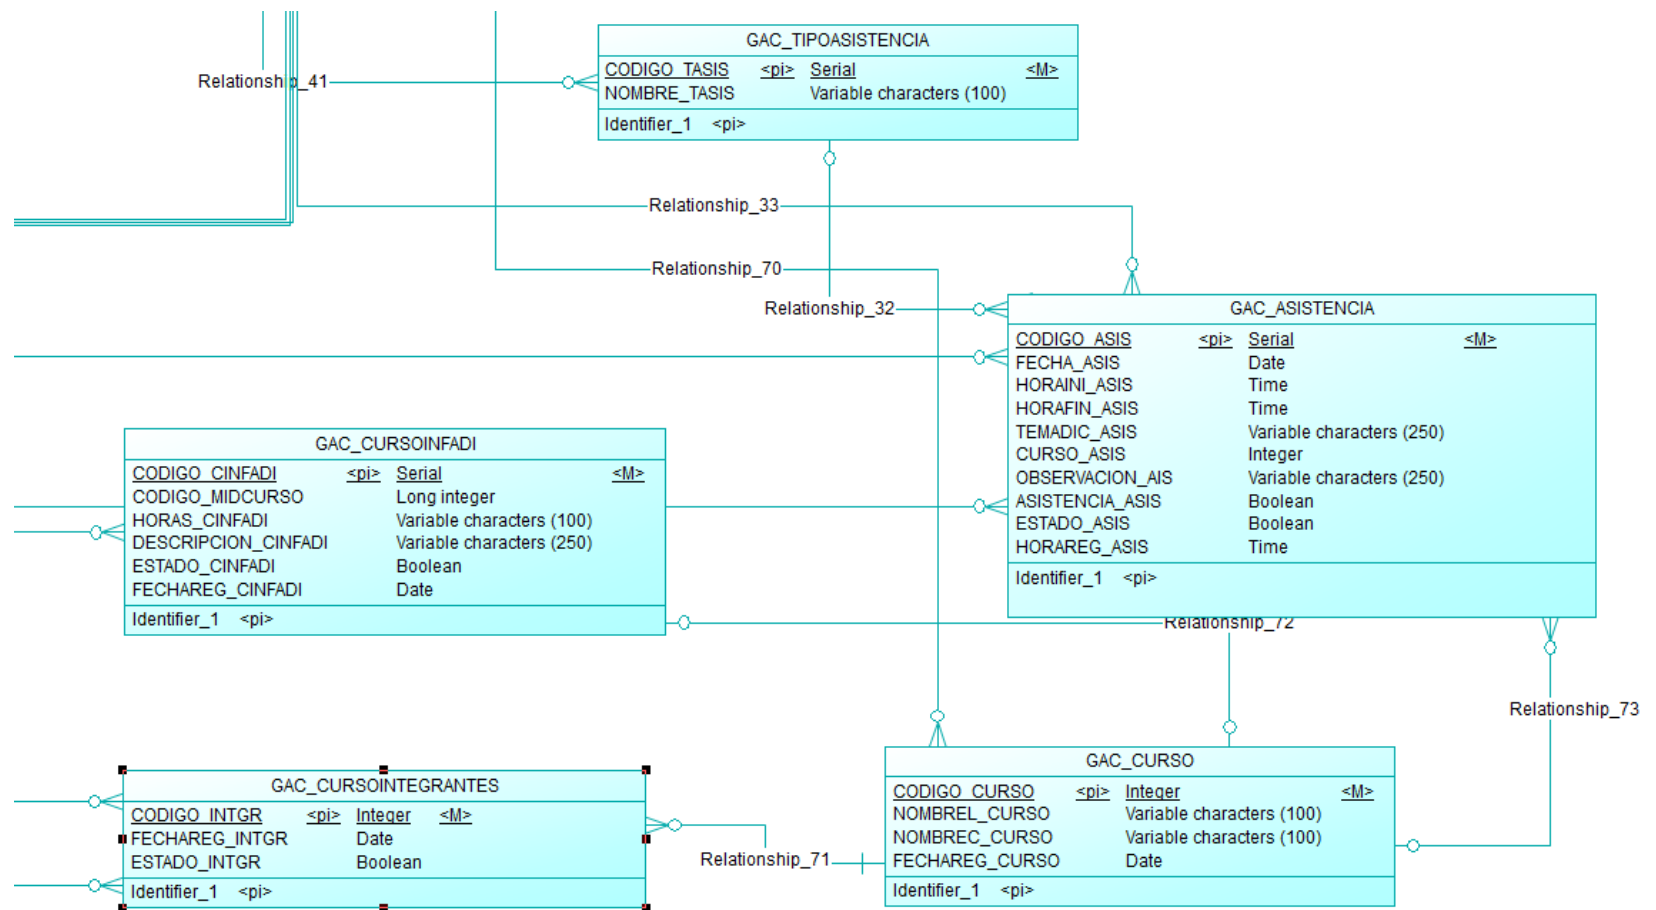 GAC_TIPOASISTENCIA
CODIGO_TASIS <pi> Serial <M>
NOMBRE_TASIS Variable characters (100)
Identifier_1 <pi>
Relationship_41
Relationship_33
Relationship_70
Relationship_32
GAC_ASISTENCIA
CODIGO_ASIS <pi> Serial <M>
FECHA_ASIS Date
HORAINI_ASIS Time
HORAFIN_ASIS Time
TEMADIC_ASIS Variable characters (250)
CURSO_ASIS Integer
OBSERVACION_AIS Variable characters (250)
ASISTENCIA_ASIS Boolean
ESTADO_ASIS Boolean
HORAREG_ASIS Time
Identifier_1 <pi>
GAC_CURSOINFADI
CODIGO_CINFADI <pi> Serial <M>
CODIGO_MIDCURSO Long integer
HORAS_CINFADI Variable characters (100)
DESCRIPCION_CINFADI Variable characters (250)
ESTADO_CINFADI Boolean
FECHAREG_CINFADI Date
Identifier_1 <pi>
Relationship_72
Relationship_73
GAC_CURSOINTEGRANTES
CODIGO_INTGR <pi> Integer <M>
FECHAREG_INTGR Date
ESTADO_INTGR Boolean
Identifier_1 <pi>
Relationship_71
GAC_CURSO
CODIGO_CURSO <pi> Integer <M>
NOMBREL_CURSO Variable characters (100)
NOMBREC_CURSO Variable characters (100)
FECHAREG_CURSO Date
Identifier_1 <pi>